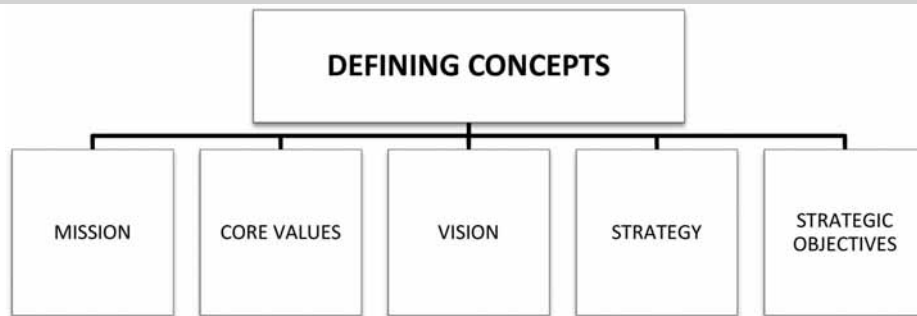 DEFINING CONCEPTS
MISSION
CORE VALUES
VISION
STRATEGY
STRATEGIC
OBJECTIVES